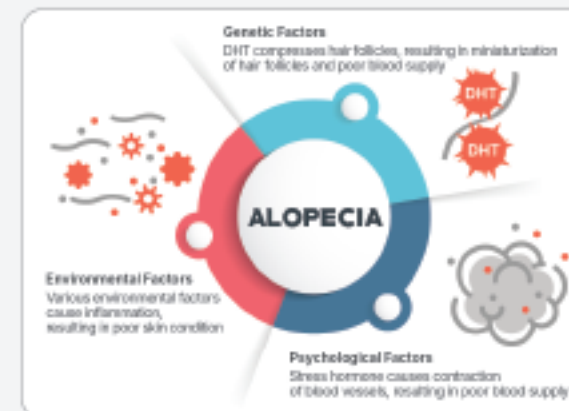 Genetic Factors
DHT compresses hair follicles, resulting in miniaturization
of hair follicles and poor blood supply
DHT
DHT
ALOPECIA
Environmental Factors
Various environmental factors
cause inflammation,
resulting in poor skin condition
Psychological Factors
Stress hormone causes contraction
of blood vessels, resulting in poor blood supply